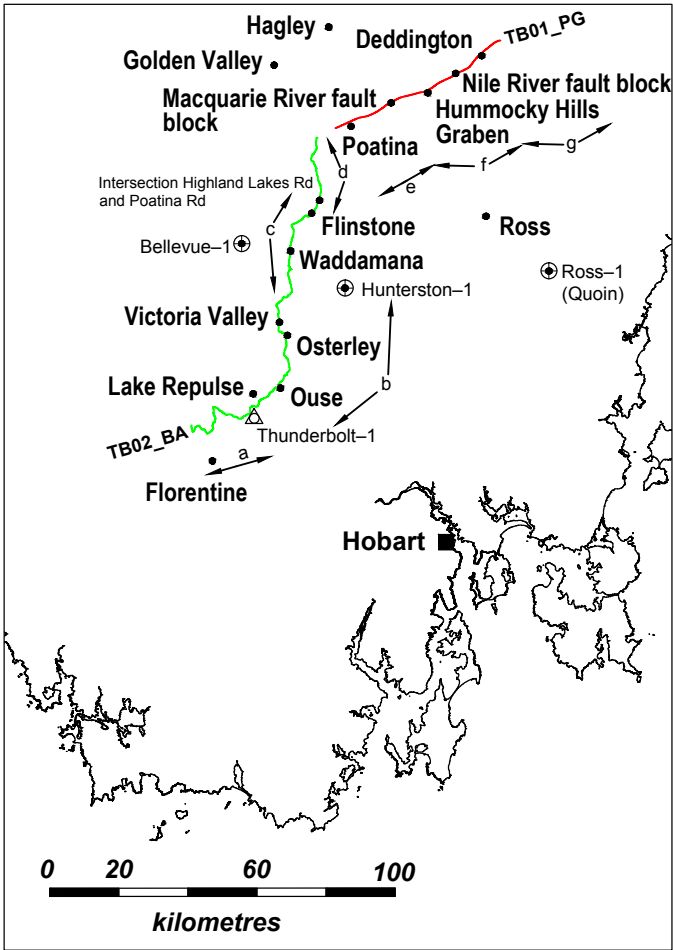 Hagley
Deddington
TB01_PG
Golden Valley
Nile River fault block
Macquarie River fault
block
Hummocky Hills
Graben
Poatina
g
f
d
e
Intersection Highland Lakes Rd
and Poatina Rd
Flinstone
Ross
c
Bellevue–1
Waddamana
Ross–1
(Quoin)
Hunterston–1
Victoria Valley
Osterley
b
Lake Repulse
Ouse
TB02_BA
Thunderbolt–1
a
Florentine
Hobart
0 20 60 100
kilometres